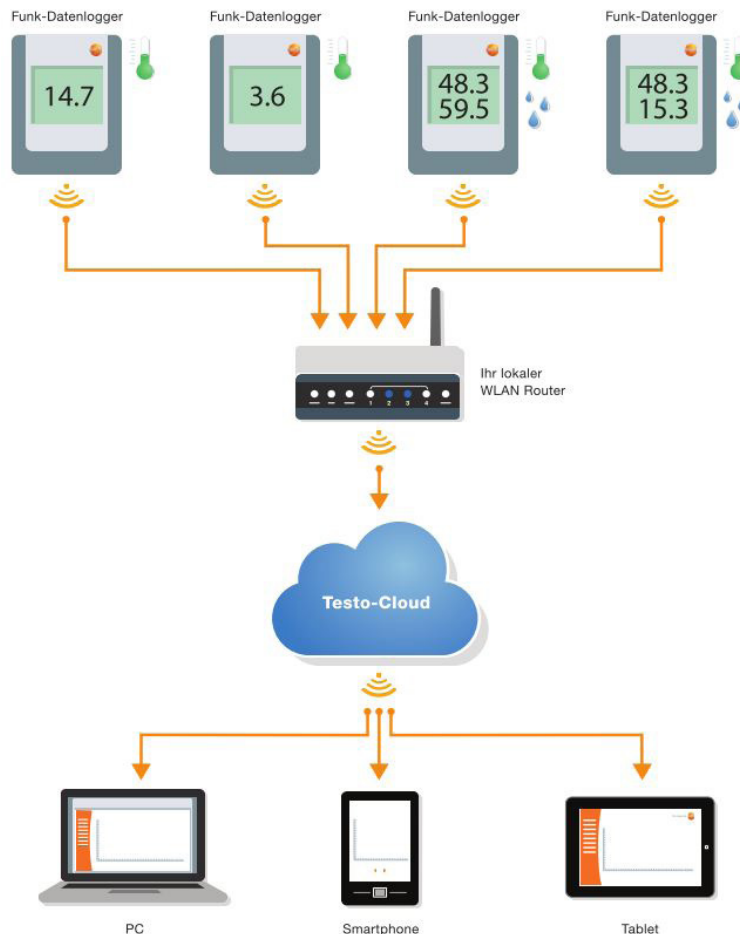 Funk-Datenlogger
Funk-Datenlogger
Funk-Datenlogger
Funk-Datenlogger
14.7
3.6
48.3
59.5
48.3
15.3
Ihr lokaler
WLAN Router
1 2 3 4
Testo-Cloud
PC
Smartphone
Tablet